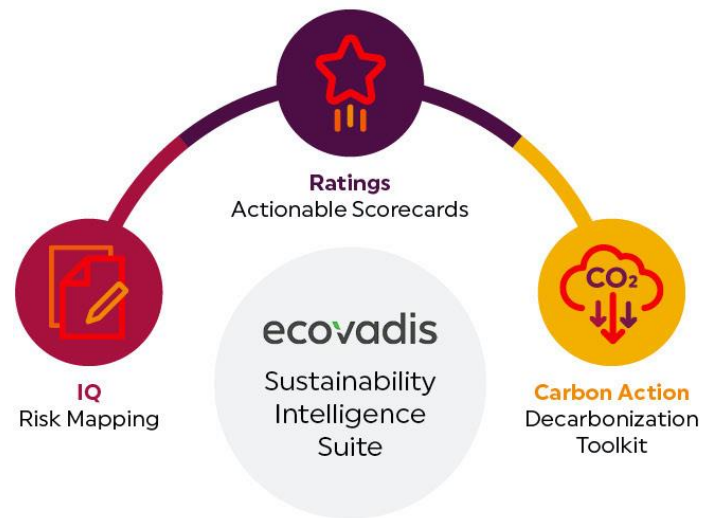 Ratings
Actionable Scorecards
CO₂
IQ
Risk Mapping
ecovadis
Sustainability
Intelligence
Suite
Carbon Action
Decarbonization
Toolkit